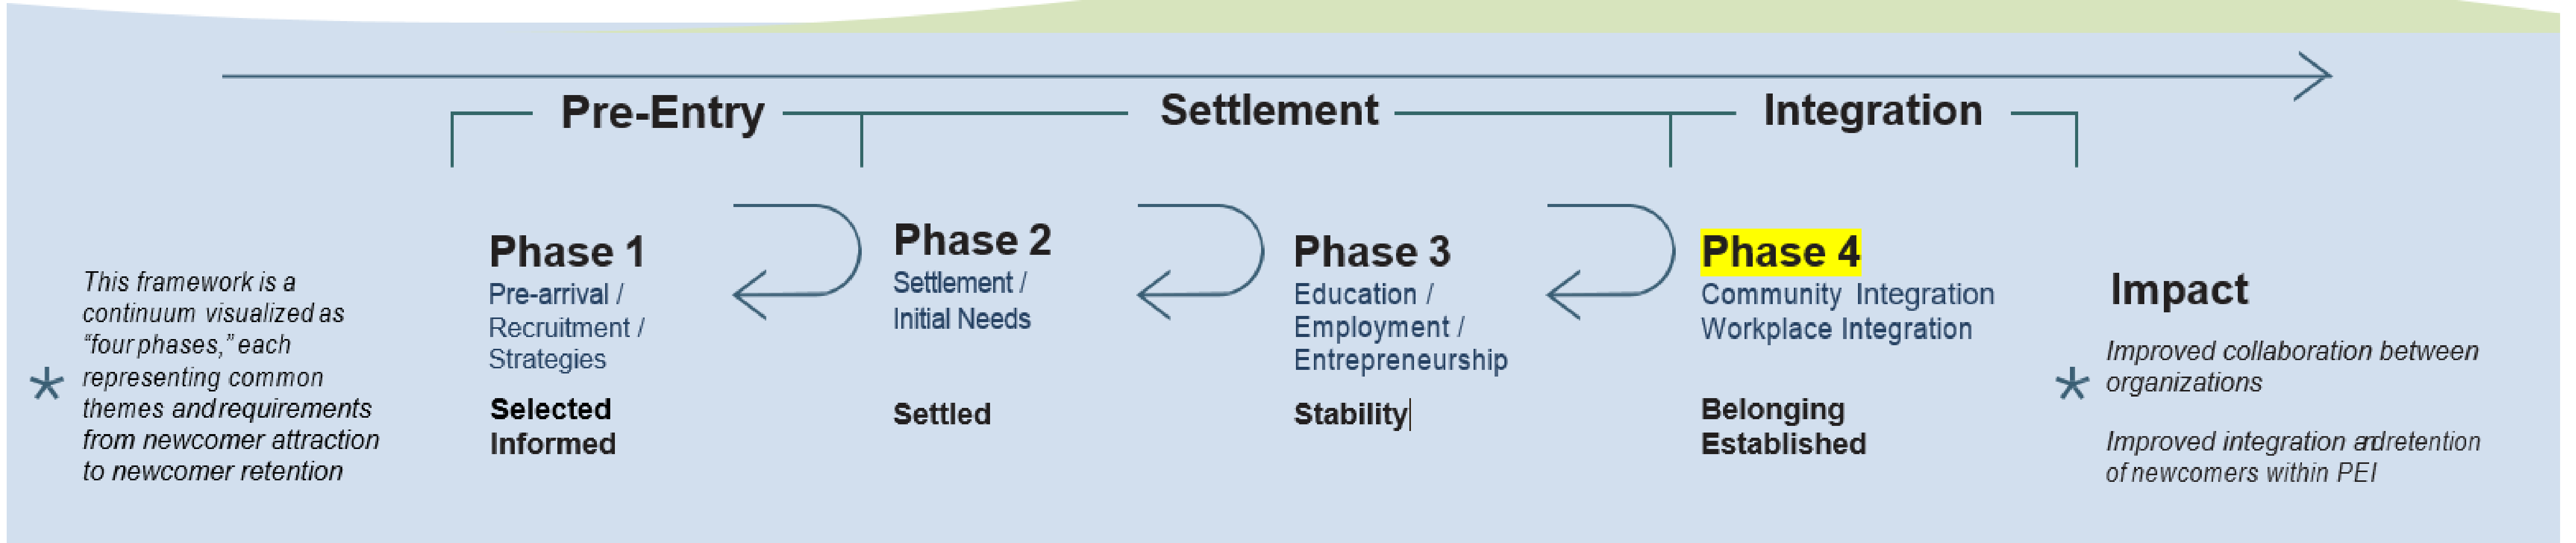 Pre-Entry
Settlement
Integration
This framework is a
continuum visualized as
“four phases,” each
representing common
themes and requirements
from newcomer attraction
to newcomer retention
*
Phase 1
Pre-arrival /
Recruitment /
Strategies
Selected
Informed
Phase 2
Settlement /
Initial Needs
Settled
Phase 3
Education /
Employment /
Entrepreneurship
Stability
Phase 4
Community Integration
Workplace Integration
Belonging
Established
*
Impact
Improved collaboration between
organizations
Improved integration and retention
of newcomers within PEI